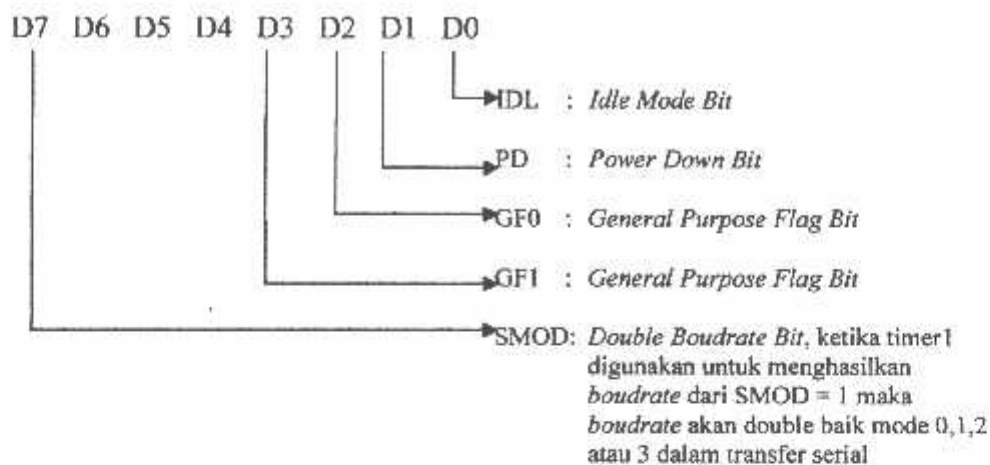 D7 D6 D5 D4 D3 D2 D1 D0
IDL : Idle Mode Bit
PD : Power Down Bit
GF0 : General Purpose Flag Bit
GF1 : General Purpose Flag Bit
SMOD: Double Boudrate Bit, ketika timer1
digunakan untuk menghasilkan
boudrate dari SMOD = 1 maka
boudrate akan double baik mode 0,1,2
atau 3 dalam transfer serial